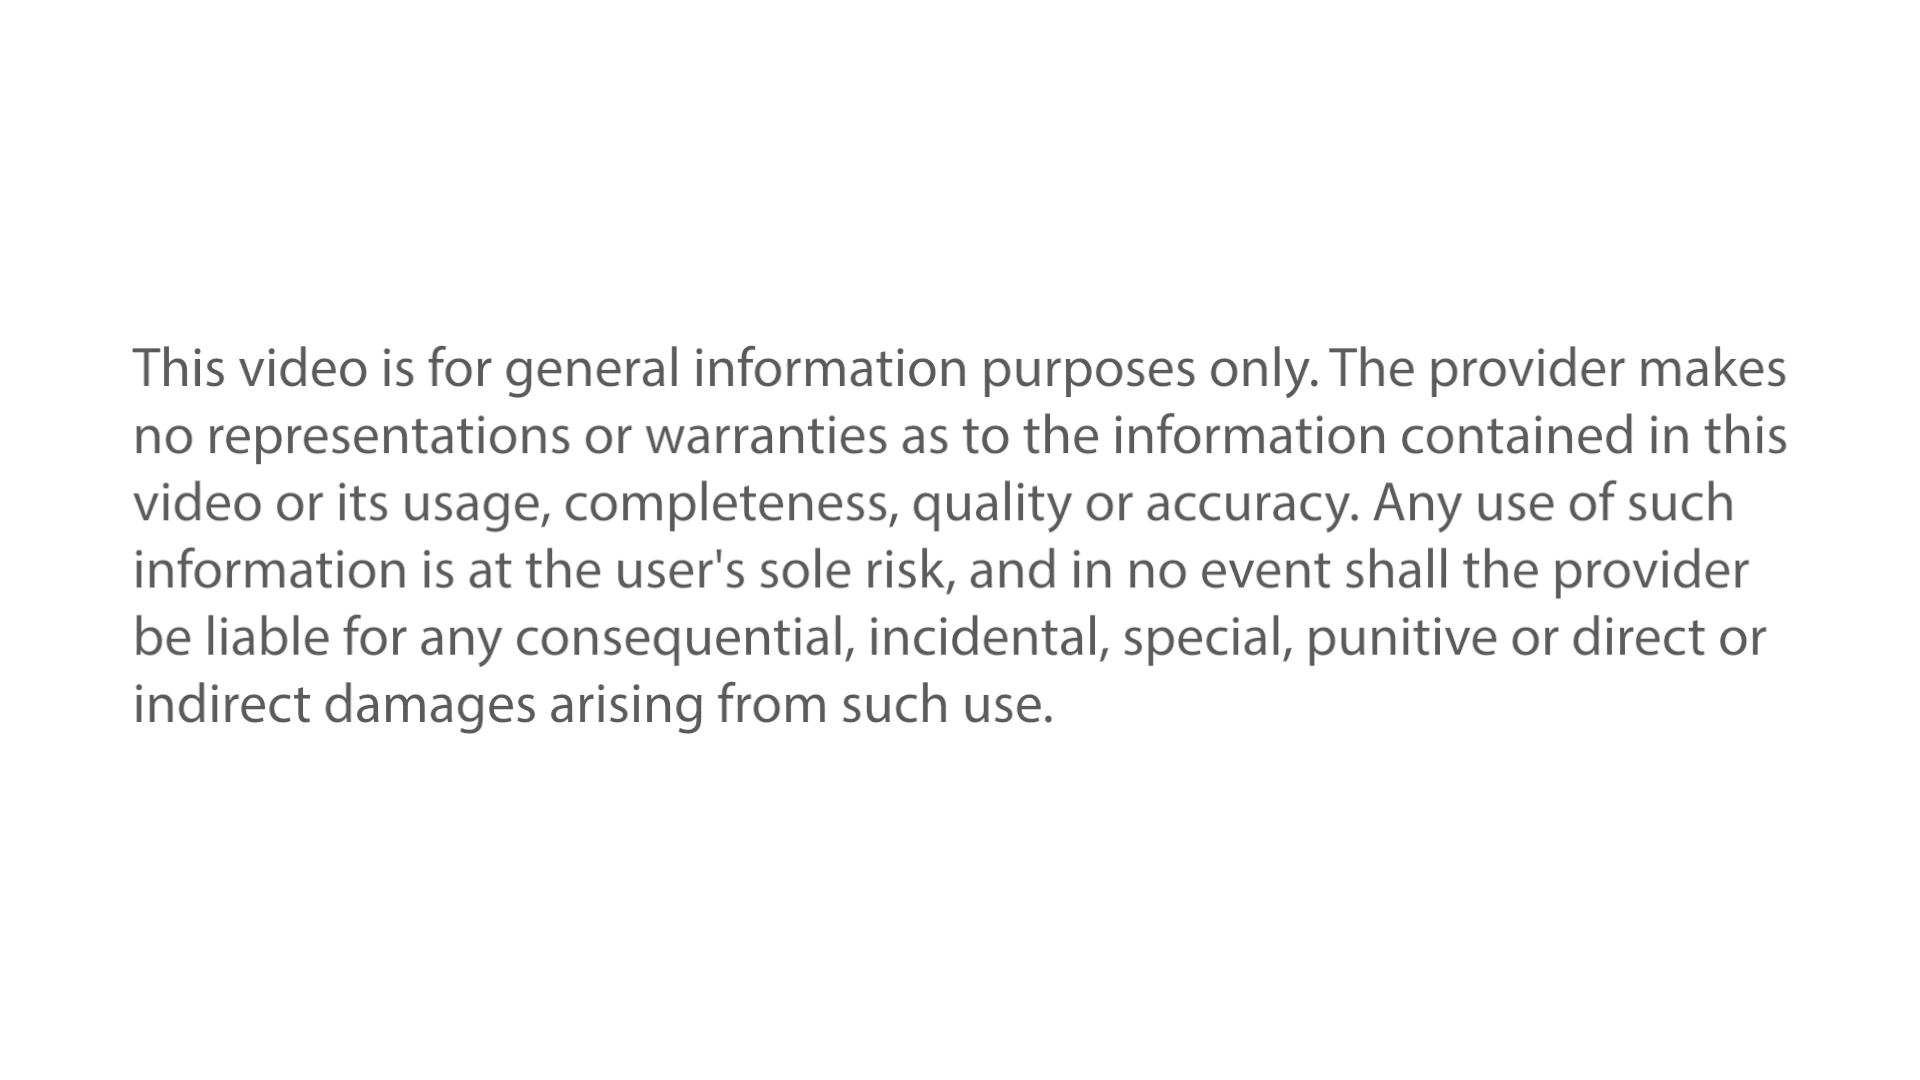 This video is for general information purposes only. The provider makes
no representations or warranties as to the information contained in this
video or its usage, completeness, quality or accuracy. Any use of such
information is at the user's sole risk, and in no event shall the provider
be liable for any consequential, incidental, special, punitive or direct or
indirect damages arising from such use.